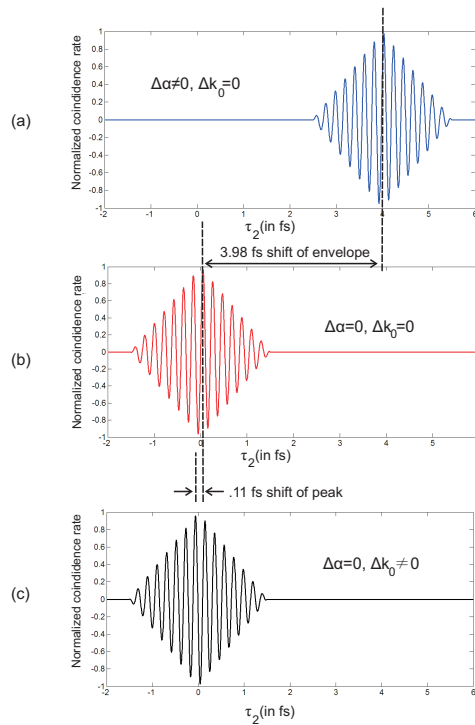 (a)
Normalized coindidence rate
1
0.8
0.6
0.4
0.2
0
-0.2
-0.4
-0.6
-0.8
-1
Δα≠0, Δk₀=0
-2 -1 0 1 2 3 4 5 6
τ₂(in fs)
3.98 fs shift of envelope
(b)
Normalized coindidence rate
1
0.8
0.6
0.4
0.2
0
-0.2
-0.4
-0.6
-0.8
-1
Δα=0, Δk₀=0
-2 -1 0 1 2 3 4 5
τ₂(in fs)
.11 fs shift of peak
(c)
Normalized coindidence rate
1
0.8
0.6
0.4
0.2
0
-0.2
-0.4
-0.6
-0.8
-1
Δα=0, Δk₀≠0
-2 -1 0 1 2 3 4 5 6
τ₂(in fs)